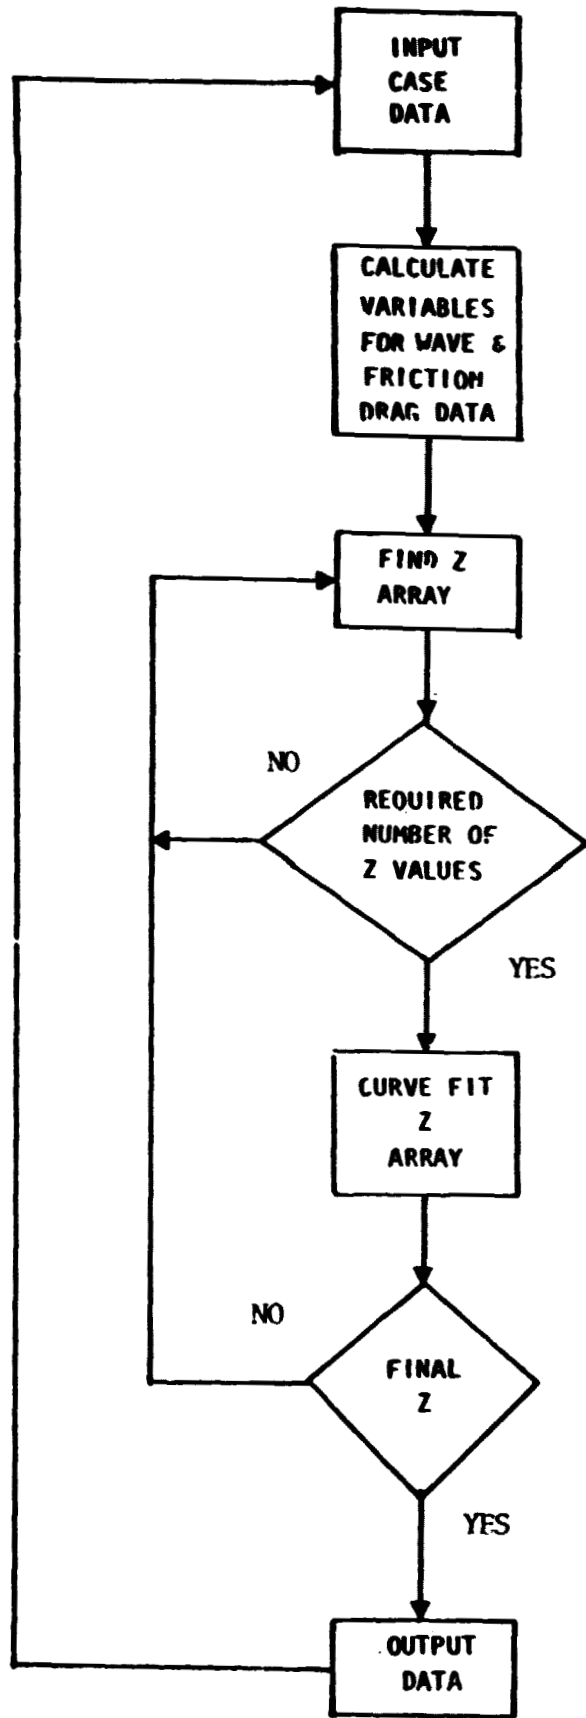 INPUT
CASE
DATA
CALCULATE
VARIABLES
FOR WAVE &
FRICTION
DRAG DATA
FIND Z
ARRAY
NO
REQUIRED
NUMBER OF
Z VALUES
YES
CURVE FIT
Z
ARRAY
NO
FINAL
Z
YES
OUTPUT
DATA